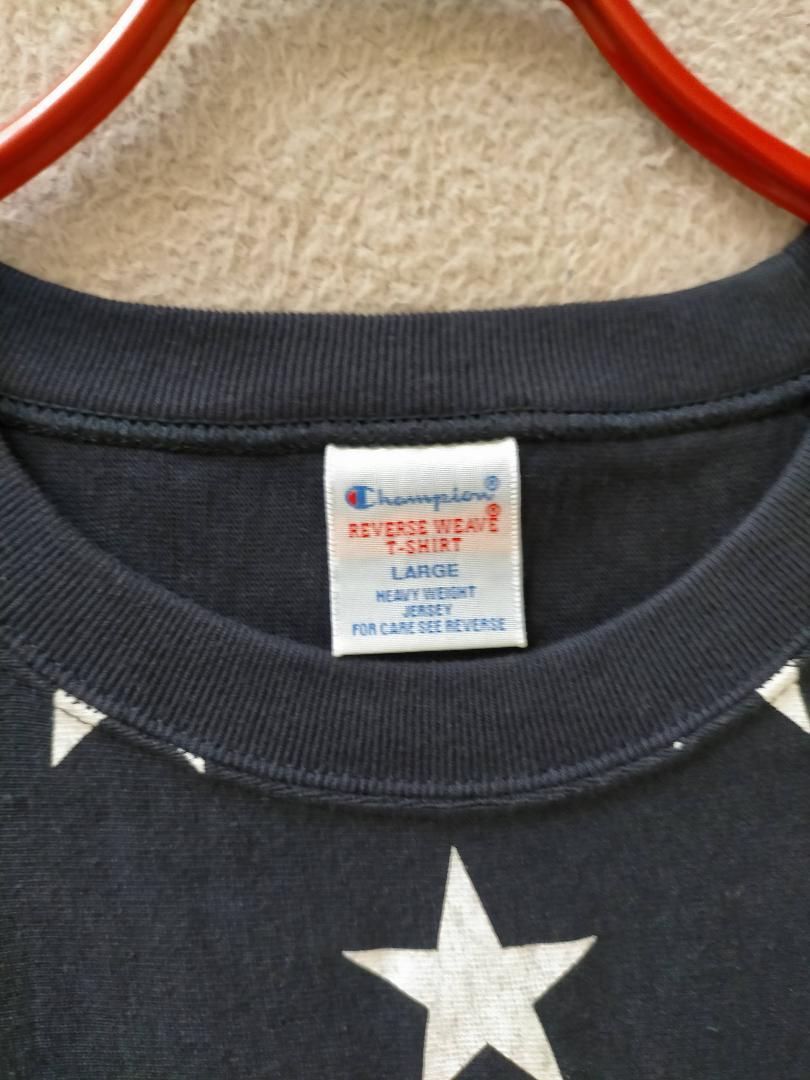 Champion®
REVERSE WEAVE®
T-SHIRT
LARGE
HEAVY WEIGHT
JERSEY
FOR CARE SEE REVERSE